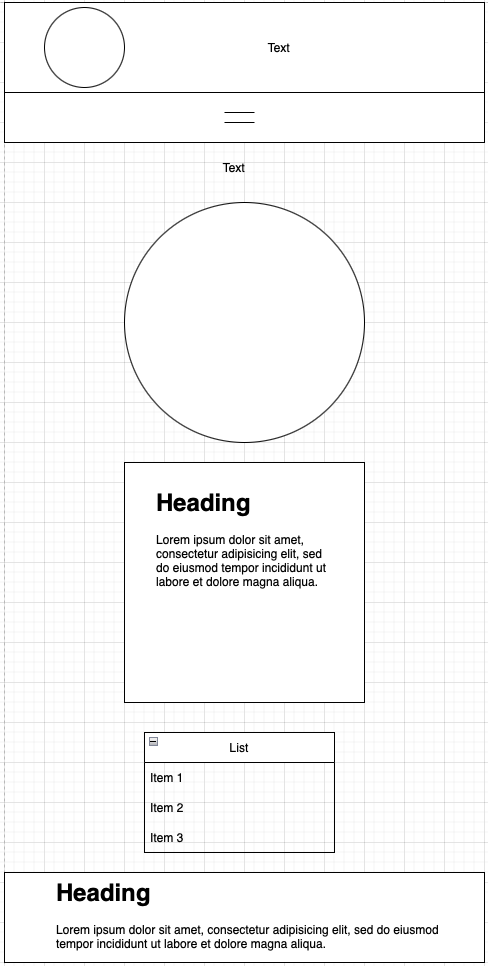 Text
Text
Heading
Lorem ipsum dolor sit amet,
consectetur adipisicing elit, sed
do eiusmod tempor incididunt ut
labore et dolore magna aliqua.
List
Item 1
Item 2
Item 3
Heading
Lorem ipsum dolor sit amet, consectetur adipisicing elit, sed do eiusmod
tempor incididunt ut labore et dolore magna aliqua.